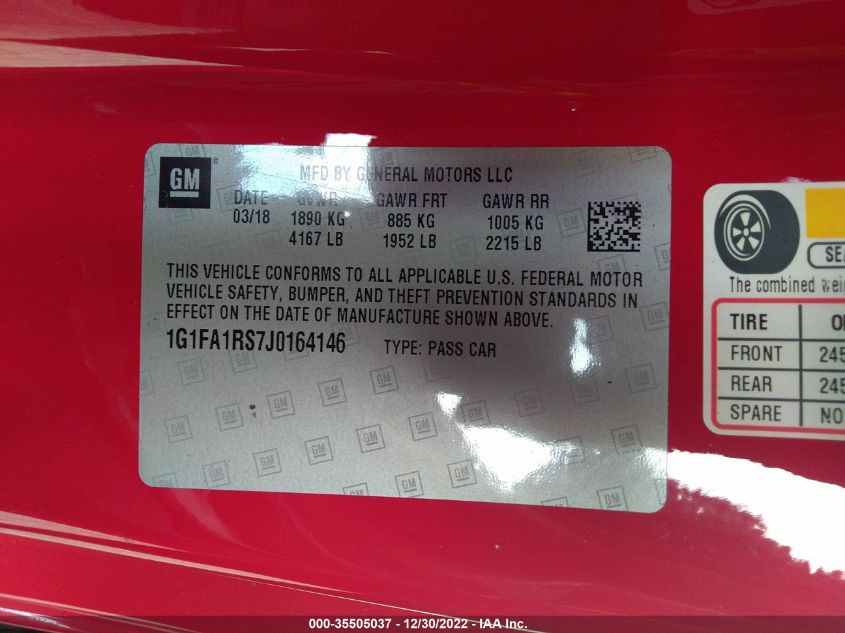 GM
MFD BY GENERAL MOTORS LLC
DATE GVWR GAWR FRT GAWR RR
03/18 1890 KG 885 KG 1005 KG
4167 LB 1952 LB 2215 LB
THIS VEHICLE CONFORMS TO ALL APPLICABLE U.S. FEDERAL MOTOR
VEHICLE SAFETY, BUMPER, AND THEFT PREVENTION STANDARDS IN
EFFECT ON THE DATE OF MANUFACTURE SHOWN ABOVE.
1G1FA1RS7J0164146 TYPE: PASS CAR
SEA
The combined wei
TIRE
FRONT 245
REAR 245
SPARE NO
000-35505037 - 12/30/2022 - IAA Inc.